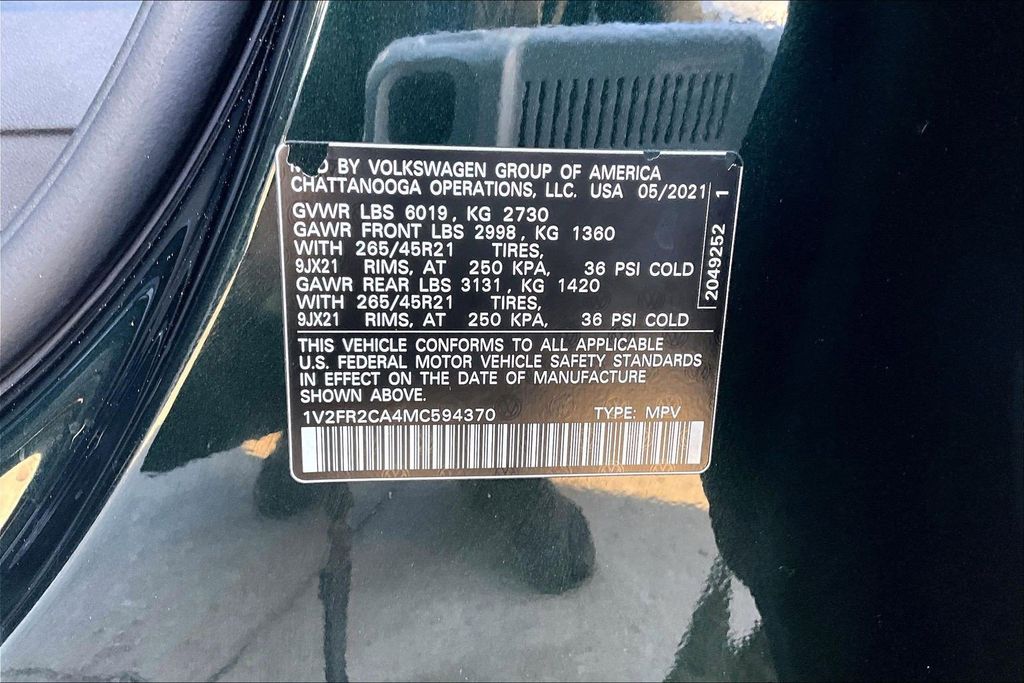 BY VOLKSWAGEN GROUP OF AMERICA
CHATTANOOGA OPERATIONS, LLC. USA 05/2021
GVWR LBS 6019, KG 2730
GAWR FRONT LBS 2998, KG 1360
WITH 265/45R21 TIRES,
9JX21 RIMS, AT 250 KPA, 36 PSI COLD
GAWR REAR LBS 3131, KG 1420
WITH 265/45R21 TIRES,
9JX21 RIMS, AT 250 KPA, 36 PSI COLD
2049252 1
THIS VEHICLE CONFORMS TO ALL APPLICABLE
U.S. FEDERAL MOTOR VEHICLE SAFETY STANDARDS
IN EFFECT ON THE DATE OF MANUFACTURE
SHOWN ABOVE.
1V2FR2CA4MC594370 TYPE: MPV